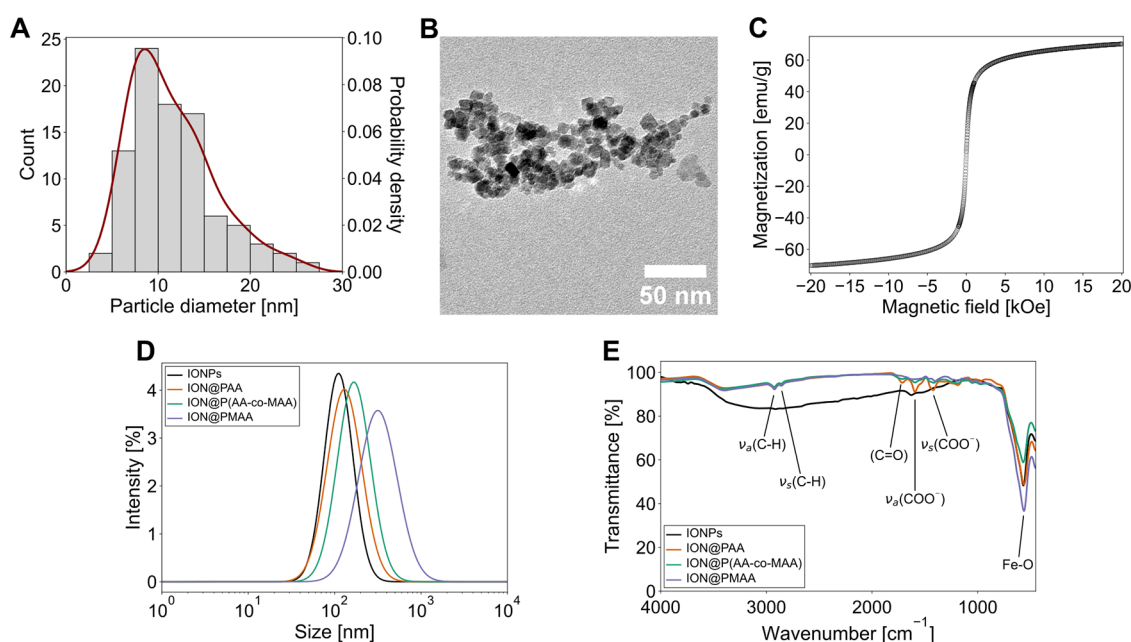 A
25
20
15
10
5
0
Count
0.10
0.08
0.06
0.04
0.02
0.00
Probability density
0 10 20 30
Particle diameter [nm]
B
50 nm
C
60
40
20
0
−20
−40
−60
Magnetization [emu/g]
−20 −15 −10 −5 0 5 10 15 20
Magnetic field [kOe]
D
IONPs
ION@PAA
ION@P(AA-co-MAA)
ION@PMAA
4
3
2
1
0
Intensity [%]
10⁰ 10¹ 10² 10³ 10⁴
Size [nm]
E
100
80
60
40
20
0
Transmittance [%]
νₐ(C-H)
νₛ(C-H)
(C=O)
νₐ(COO⁻)
νₛ(COO⁻)
Fe-O
IONPs
ION@PAA
ION@P(AA-co-MAA)
ION@PMAA
4000 3000 2000 1000
Wavenumber [cm⁻¹]